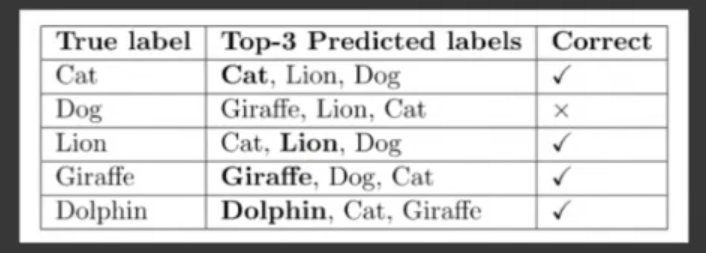 True label Top-3 Predicted labels Correct
Cat Cat, Lion, Dog ✓
Dog Giraffe, Lion, Cat ×
Lion Cat, Lion, Dog ✓
Giraffe Giraffe, Dog, Cat ✓
Dolphin Dolphin, Cat, Giraffe ✓